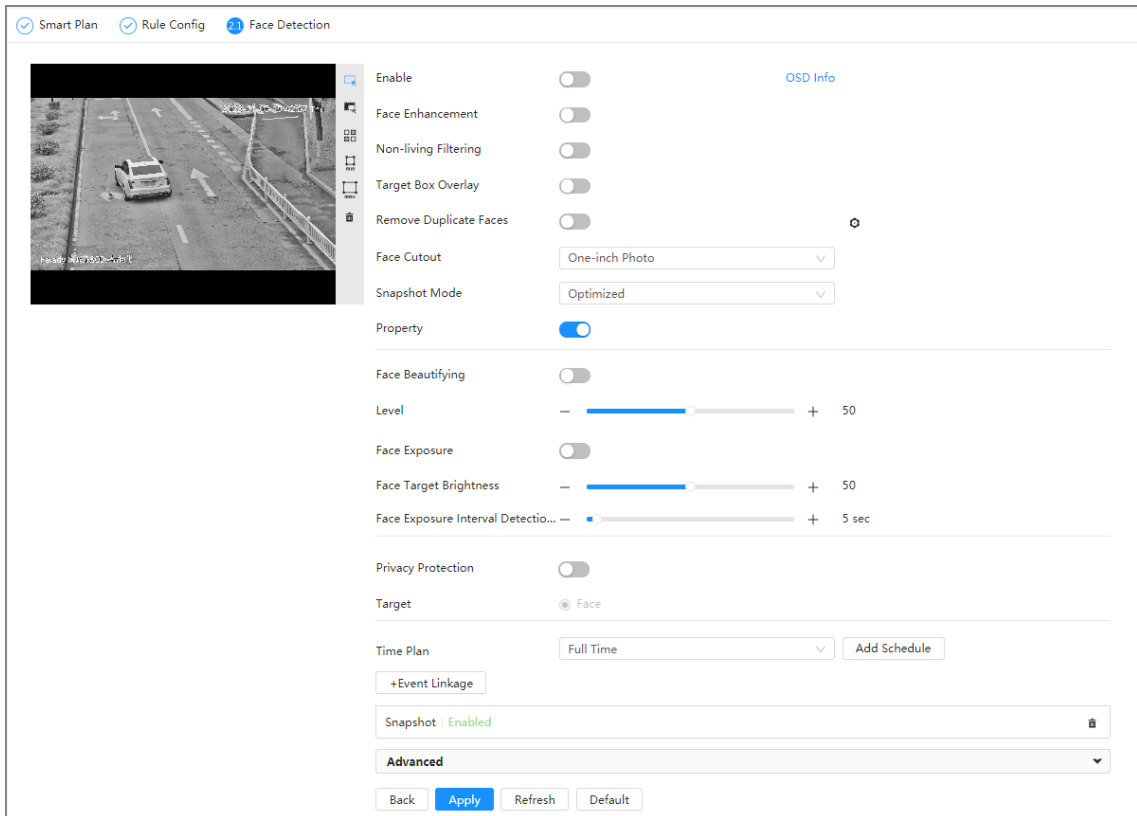 Smart Plan Rule Config 2.1 Face Detection
Enable OSD Info
Face Enhancement
Non-living Filtering
Target Box Overlay
Remove Duplicate Faces
Face Cutout One-inch Photo
Snapshot Mode Optimized
Property
Face Beautifying
Level − + 50
Face Exposure
Face Target Brightness − + 50
Face Exposure Interval Detectio... − + 5 sec
Privacy Protection
Target Face
Time Plan Full Time Add Schedule
+Event Linkage
Snapshot | Enabled
Advanced
Back Apply Refresh Default
min
max